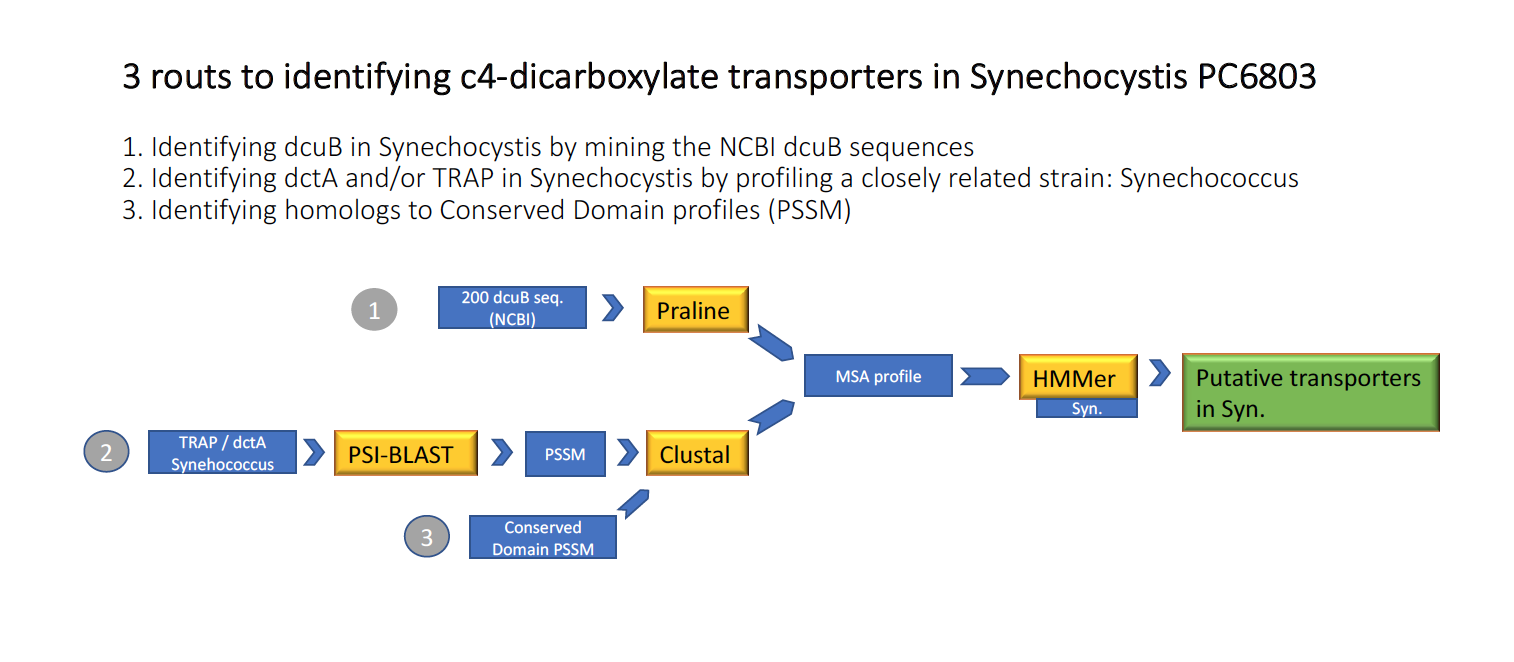 3 routs to identifying c4-dicarboxylate transporters in Synechocystis PC6803
1. Identifying dcuB in Synechocystis by mining the NCBI dcuB sequences
2. Identifying dctA and/or TRAP in Synechocystis by profiling a closely related strain: Synechococcus
3. Identifying homologs to Conserved Domain profiles (PSSM)
1
200 dcuB seq.
(NCBI)
Praline
MSA profile
HMMer
Syn.
Putative transporters
in Syn.
2
TRAP / dctA
Synehococcus
PSI-BLAST
PSSM
Clustal
3
Conserved
Domain PSSM